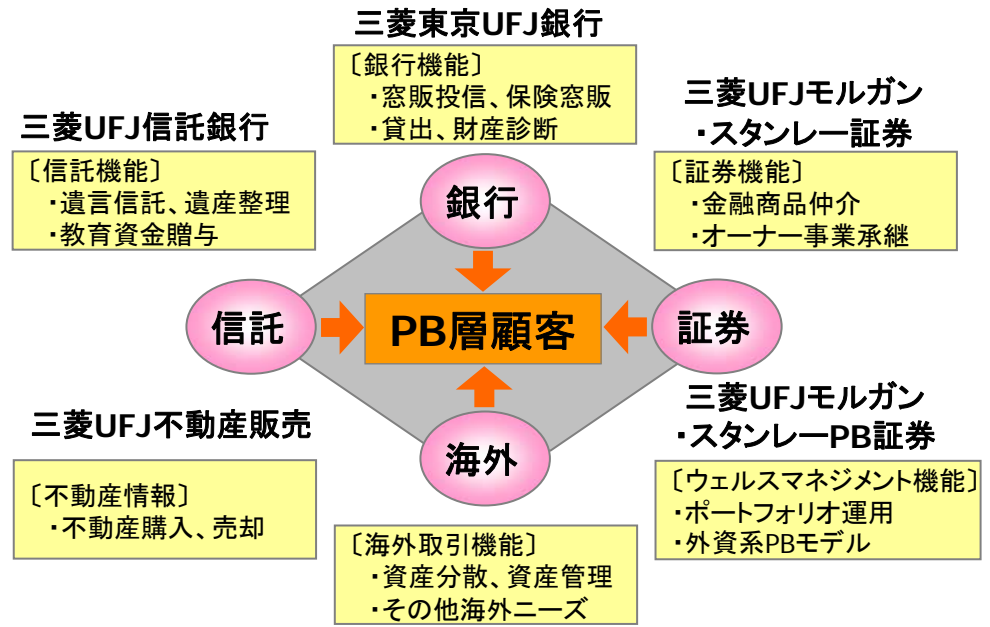 三菱東京UFJ銀行
〔銀行機能〕
・窓販投信、保険窓販
・貸出、財産診断
三菱UFJ信託銀行
〔信託機能〕
・遺言信託、遺産整理
・教育資金贈与
三菱UFJモルガン
・スタンレー証券
〔証券機能〕
・金融商品仲介
・オーナー事業承継
銀行
信託
PB層顧客
証券
海外
三菱UFJ不動産販売
〔不動産情報〕
・不動産購入、売却
〔海外取引機能〕
・資産分散、資産管理
・その他海外ニーズ
三菱UFJモルガン
・スタンレーPB証券
〔ウェルスマネジメント機能〕
・ポートフォリオ運用
・外資系PBモデル